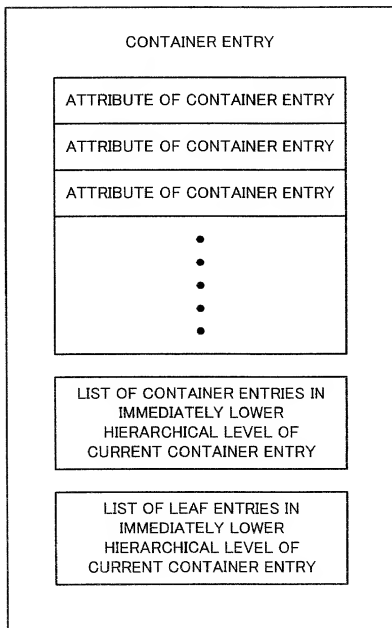 CONTAINER ENTRY
ATTRIBUTE OF CONTAINER ENTRY
ATTRIBUTE OF CONTAINER ENTRY
ATTRIBUTE OF CONTAINER ENTRY
LIST OF CONTAINER ENTRIES IN
IMMEDIATELY LOWER
HIERARCHICAL LEVEL OF
CURRENT CONTAINER ENTRY
LIST OF LEAF ENTRIES IN
IMMEDIATELY LOWER
HIERARCHICAL LEVEL OF
CURRENT CONTAINER ENTRY